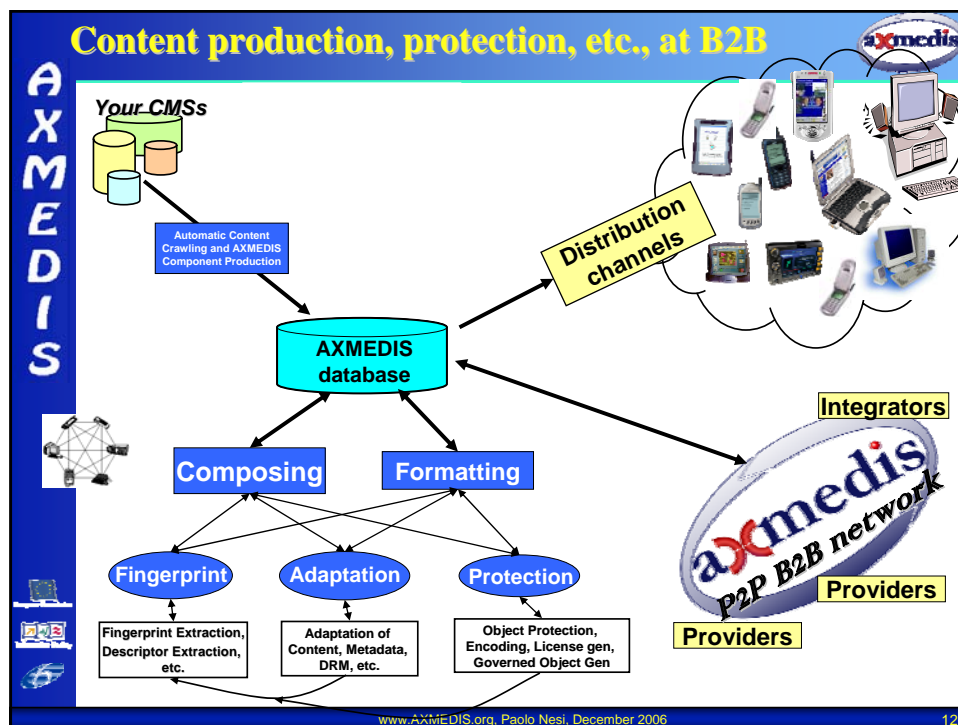 Content production, protection, etc., at B2B
axmedis
AXMEDIS
Your CMSs
Automatic Content
Crawling and AXMEDIS
Component Production
Distribution
channels
AXMEDIS
database
Integrators
Composing
Formatting
axmedis
P2P B2B network
Fingerprint
Adaptation
Protection
Providers
Providers
Fingerprint Extraction,
Descriptor Extraction,
etc.
Adaptation of
Content, Metadata,
DRM, etc.
Object Protection,
Encoding, License gen,
Governed Object Gen
www.AXMEDIS.org, Paolo Nesi, December 2006
12